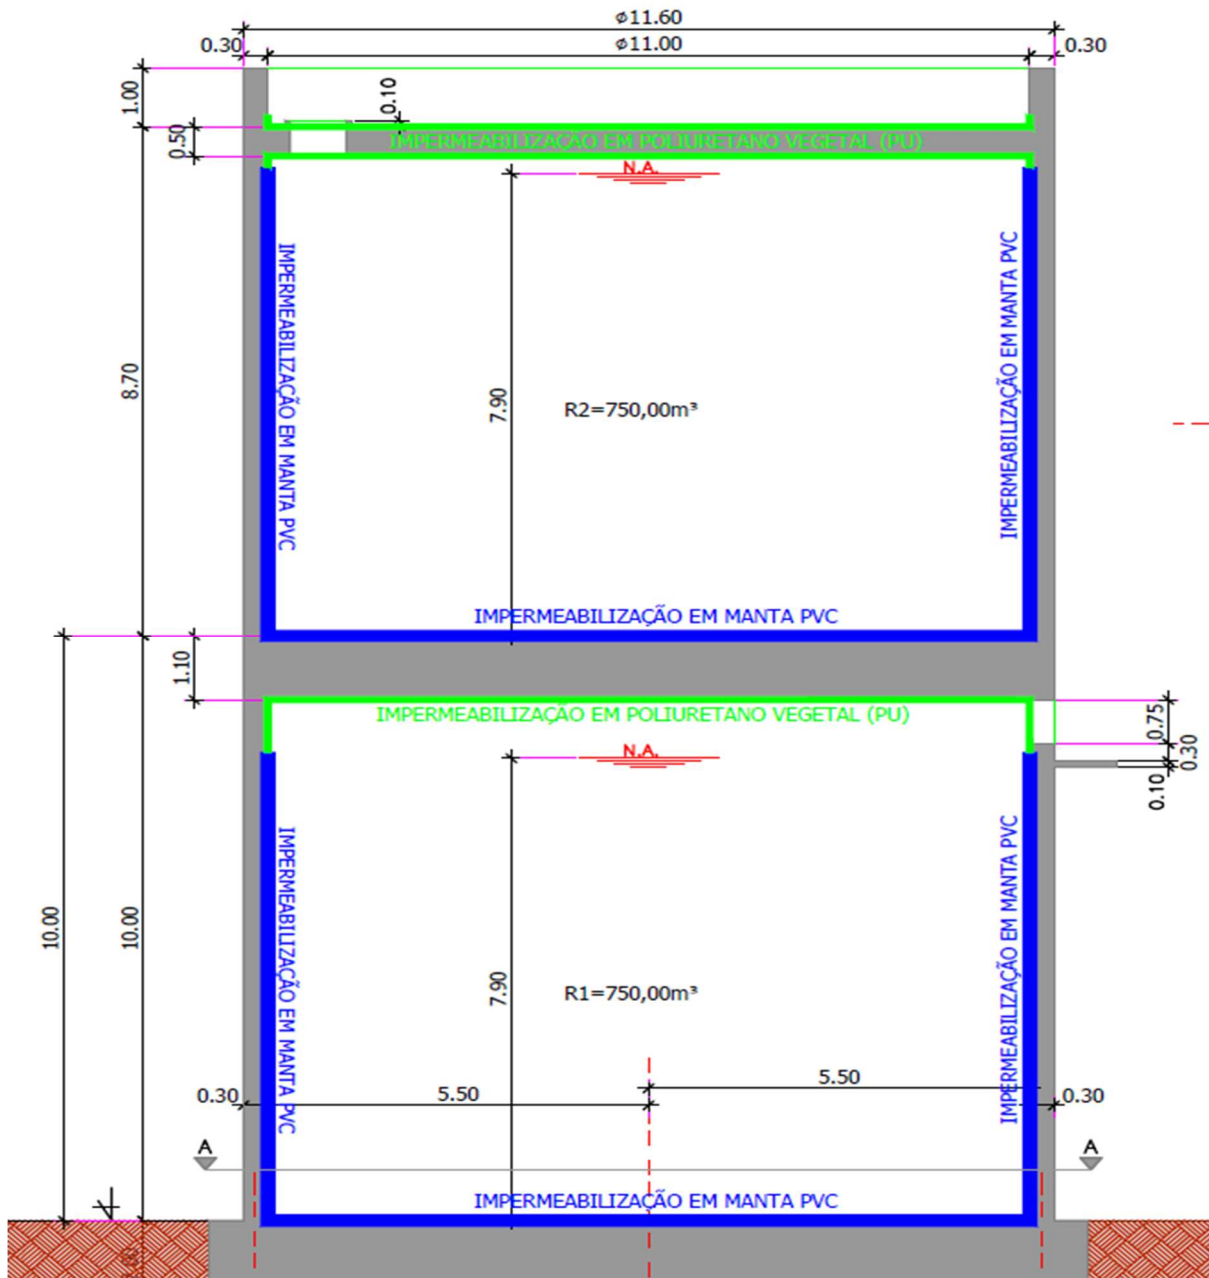 ø11.60
0.30
ø11.00
0.30
1.00
0.10
0.50
IMPERMEABILIZAÇÃO EM POLIURETANO VEGETAL (PU)
N.A.
IMPERMEABILIZAÇÃO EM MANTA PVC
IMPERMEABILIZAÇÃO EM MANTA PVC
8.70
7.90
R2=750,00m³
IMPERMEABILIZAÇÃO EM MANTA PVC
1.10
IMPERMEABILIZAÇÃO EM POLIURETANO VEGETAL (PU)
0.75
N.A.
0.30
0.10
IMPERMEABILIZAÇÃO EM MANTA PVC
IMPERMEABILIZAÇÃO EM MANTA PVC
10.00
10.00
7.90
R1=750,00m³
5.50
0.30
5.50
0.30
A
A
IMPERMEABILIZAÇÃO EM MANTA PVC